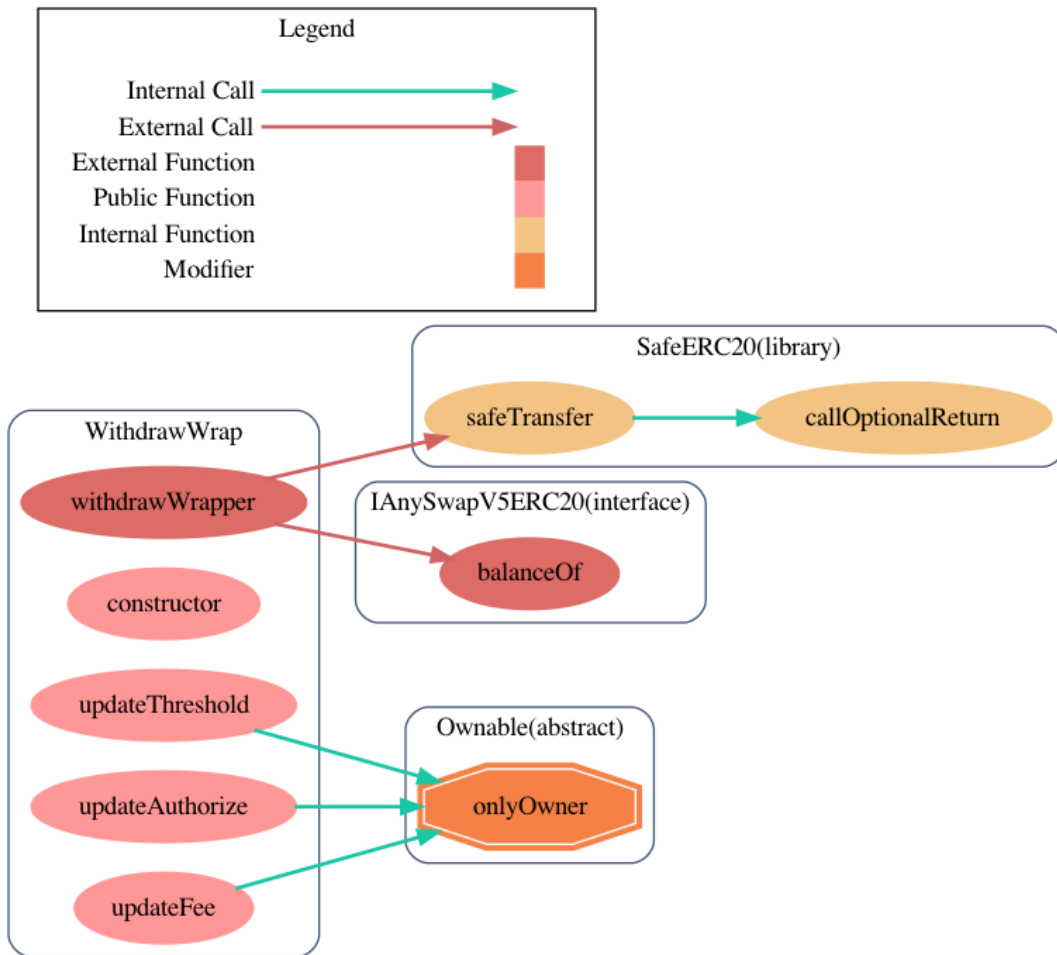 Legend
Internal Call
External Call
External Function
Public Function
Internal Function
Modifier
SafeERC20(library)
safeTransfer
callOptionalReturn
WithdrawWrap
withdrawWrapper
IAnySwapV5ERC20(interface)
balanceOf
constructor
updateThreshold
Ownable(abstract)
updateAuthorize
onlyOwner
updateFee